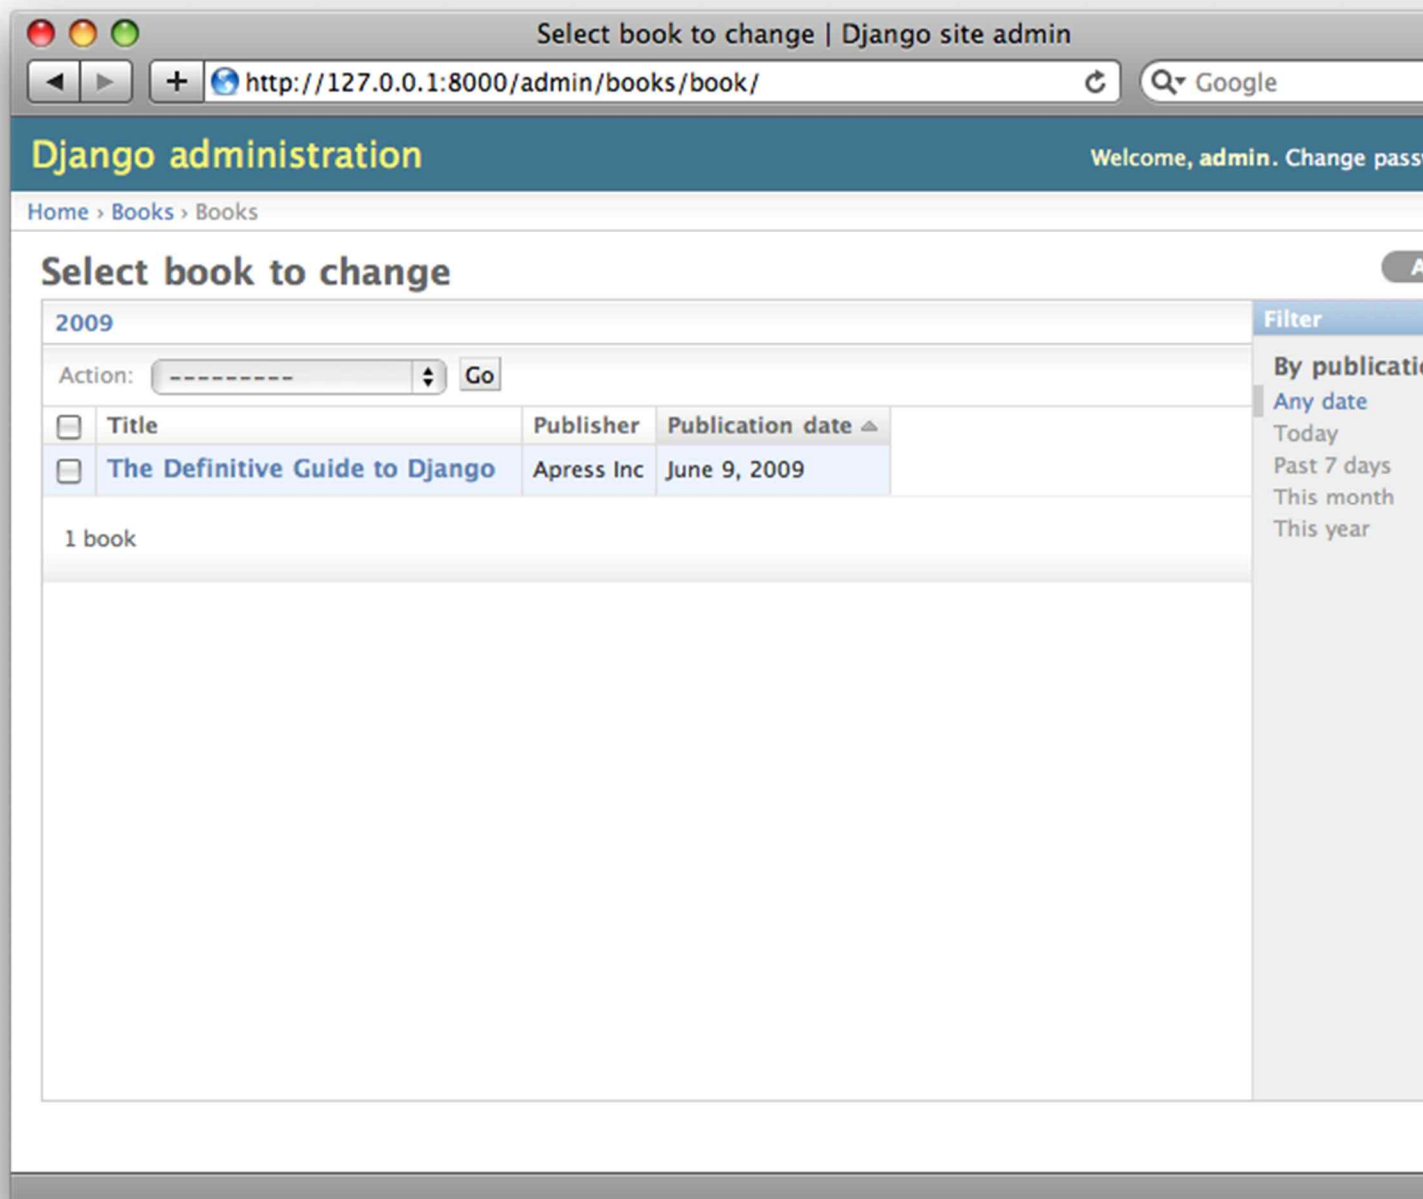 Select book to change | Django site admin
http://127.0.0.1:8000/admin/books/book/
Google
Django administration
Welcome, admin. Change
Home › Books › Books
Select book to change
2009
Filter
Action: --------- Go
By
Title Publisher Publication date
Any date
The Definitive Guide to Django Apress Inc June 9, 2009
Today
Past 7 days
This month
This year
1 book